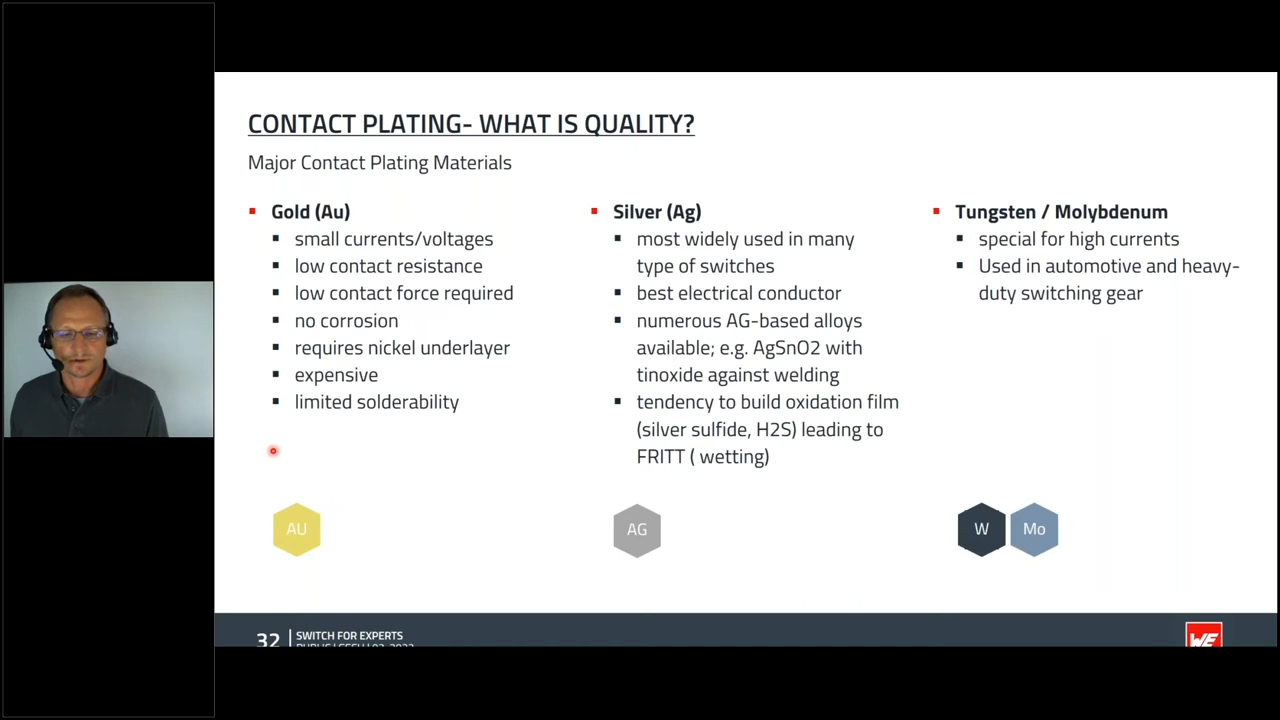 CONTACT PLATING- WHAT IS QUALITY?
Major Contact Plating Materials
Gold (Au)
small currents/voltages
low contact resistance
low contact force required
no corrosion
requires nickel underlayer
expensive
limited solderability
Silver (Ag)
most widely used in many
type of switches
best electrical conductor
numerous AG-based alloys
available; e.g. AgSnO2 with
tinoxide against welding
tendency to build oxidation film
(silver sulfide, H2S) leading to
FRITT ( wetting)
Tungsten / Molybdenum
special for high currents
Used in automotive and heavy-
duty switching gear
AU
AG
W
Mo
32
SWITCH FOR EXPERTS
WE